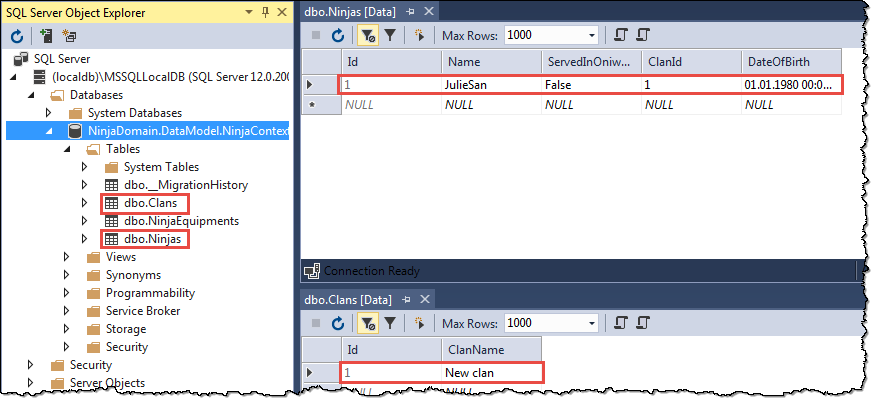 SQL Server Object Explorer
SQL Server
(localdb)\MSSQLLocalDB (SQL Server 12.0.200
Databases
System Databases
NinjaDomain.DataModel.NinjaContext
Tables
System Tables
dbo.__MigrationHistory
dbo.Clans
dbo.NinjaEquipments
dbo.Ninjas
Views
Synonyms
Programmability
Service Broker
Storage
Security
Security
Server Objects
dbo.Ninjas [Data]
Max Rows: 1000
Id Name ServedInOniw... ClanId DateOfBirth
1 JulieSan False 1 01.01.1980 00:0...
NULL NULL NULL NULL NULL
Connection Ready
dbo.Clans [Data]
Max Rows: 1000
Id ClanName
1 New clan
NULL NULL